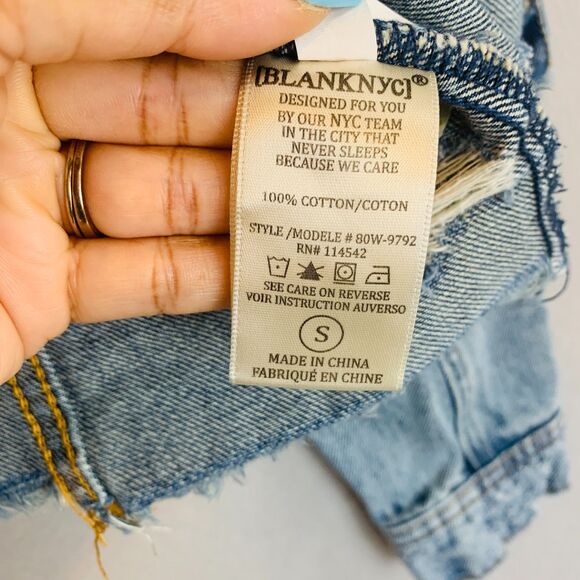 [BLANKNYC]®
DESIGNED FOR YOU
BY OUR NYC TEAM
IN THE CITY THAT
NEVER SLEEPS
BECAUSE WE CARE
100% COTTON/COTON
STYLE /MODELE # 80W-9792
RN# 114542
SEE CARE ON REVERSE
VOIR INSTRUCTION AUVERSO
S
MADE IN CHINA
FABRIQUÉ EN CHINE